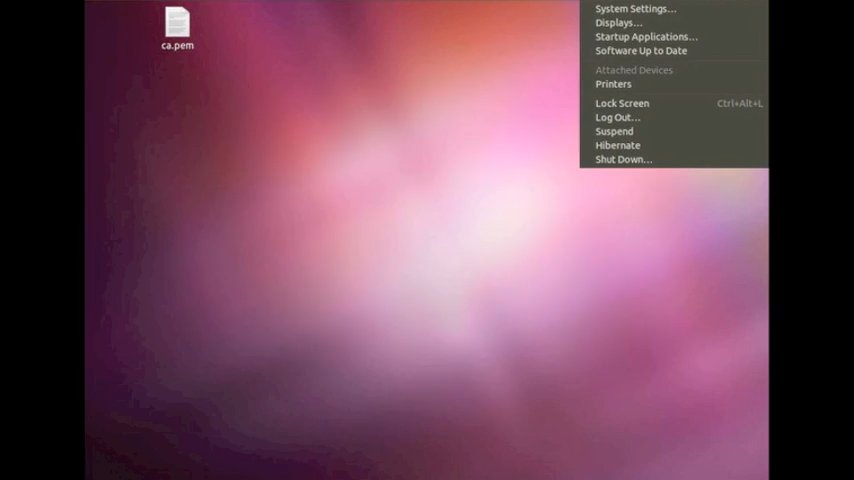 ca.pem
System Settings...
Displays...
Startup Applications...
Software Up to Date
Attached Devices
Printers
Lock Screen Ctrl+Alt+L
Log Out...
Suspend
Hibernate
Shut Down...